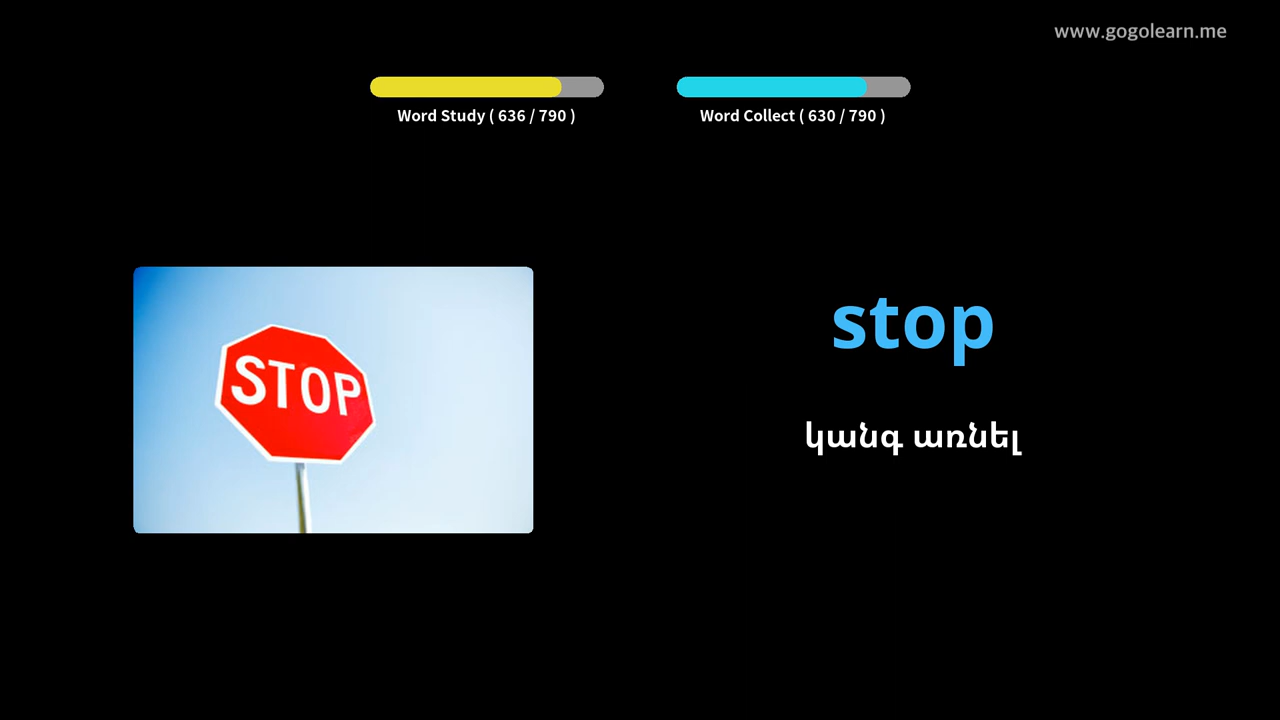 www.gogolearn.me
Word Study ( 636 / 790 )
Word Collect ( 630 / 790 )
STOP
stop
կանգ առնել